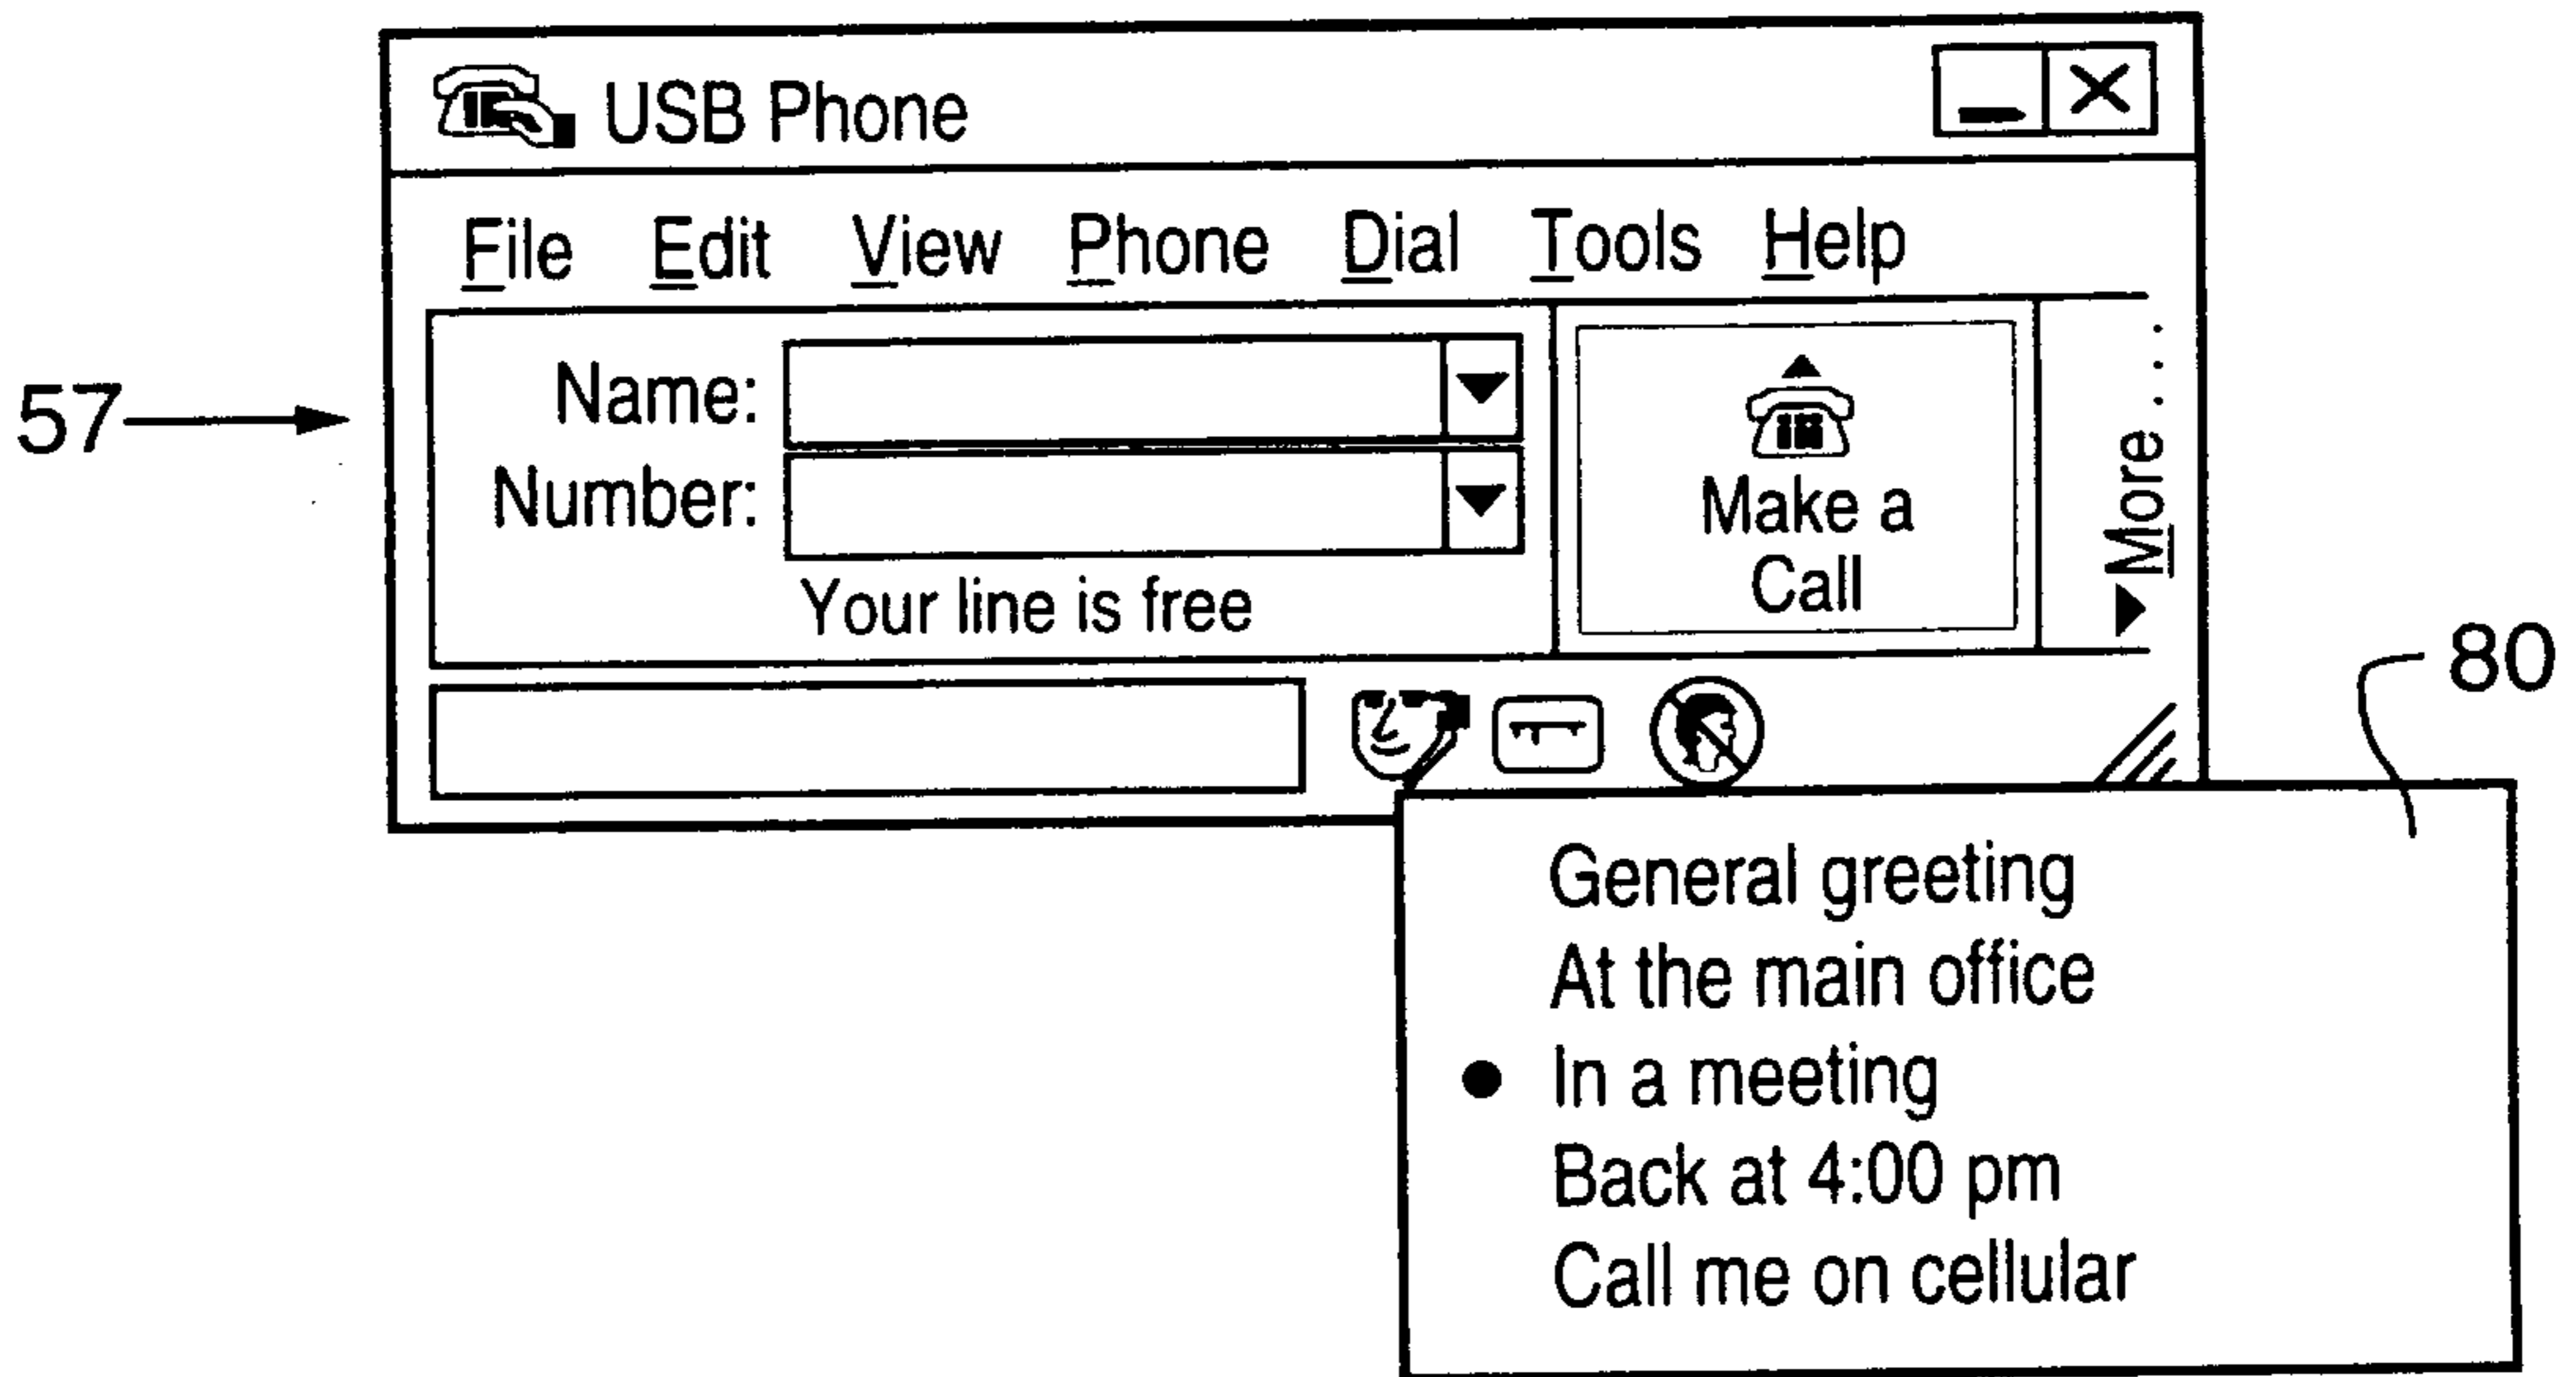 USB Phone
File Edit View Phone Dial Tools Help
57
Name:
Number:
Your line is free
Make a
Call
More ....
80
General greeting
At the main office
● In a meeting
Back at 4:00 pm
Call me on cellular